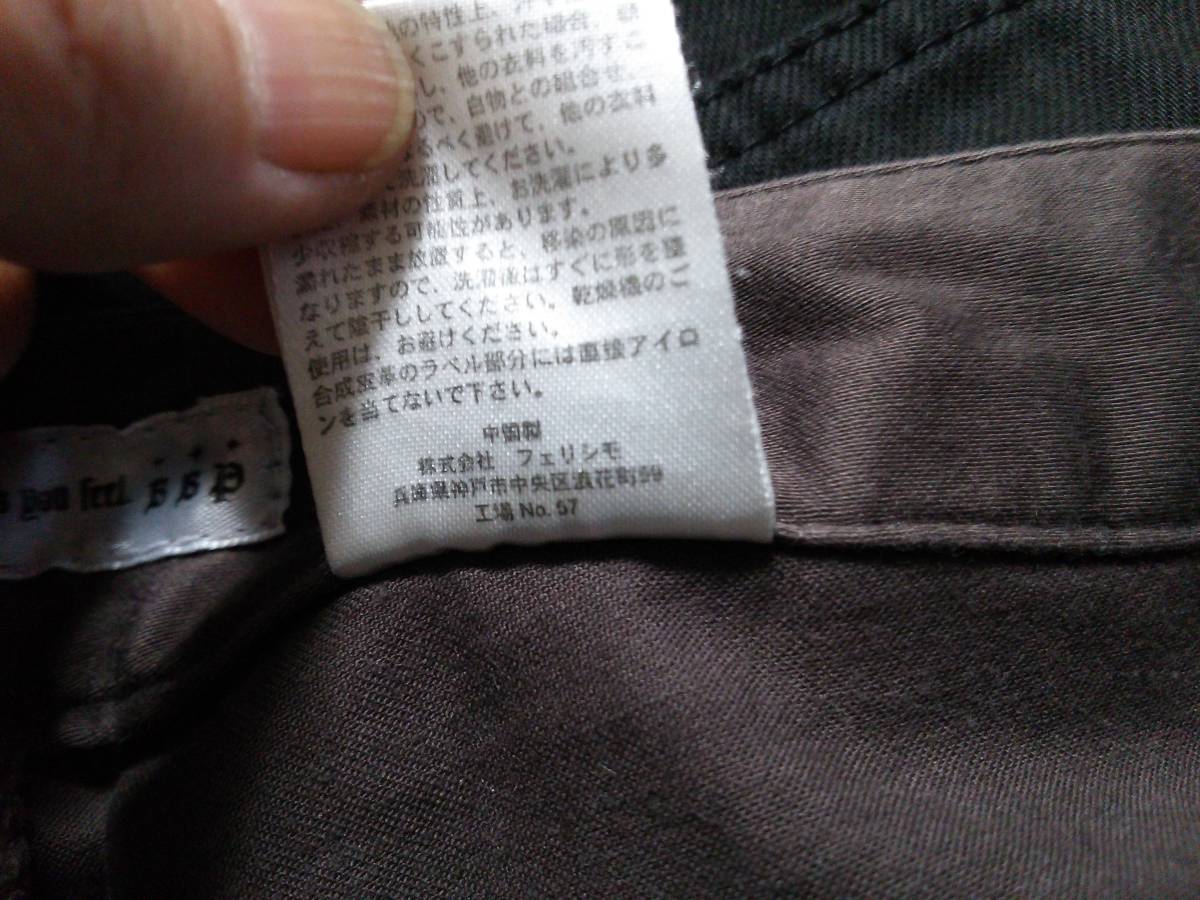 の特性上、汗や
くこすられた場合、
し、他の衣料を汚すこ
ので、白物との組合せ、
なるべく避けて、他の衣料
て洗濯してください。
素材の性質上、お洗濯により多
少収縮する可能性があります。
濡れたまま放置すると、移染の原因に
なりますので、洗濯後はすぐに形を整
えて陰干ししてください。乾燥機のご
使用は、お避けください。
合成皮革のラベル部分には直接アイロ
ンを当てないで下さい。
中国製
株式会社 フェリシモ
兵庫県神戸市中央区浪花町59
工場 No. 57
you feel